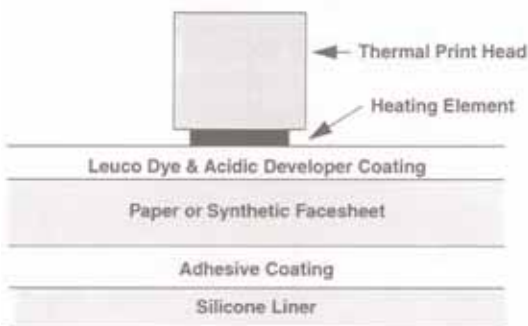 Thermal Print Head
Heating Element
Leuco Dye & Acidic Developer Coating
Paper or Synthetic Facesheet
Adhesive Coating
Silicone Liner